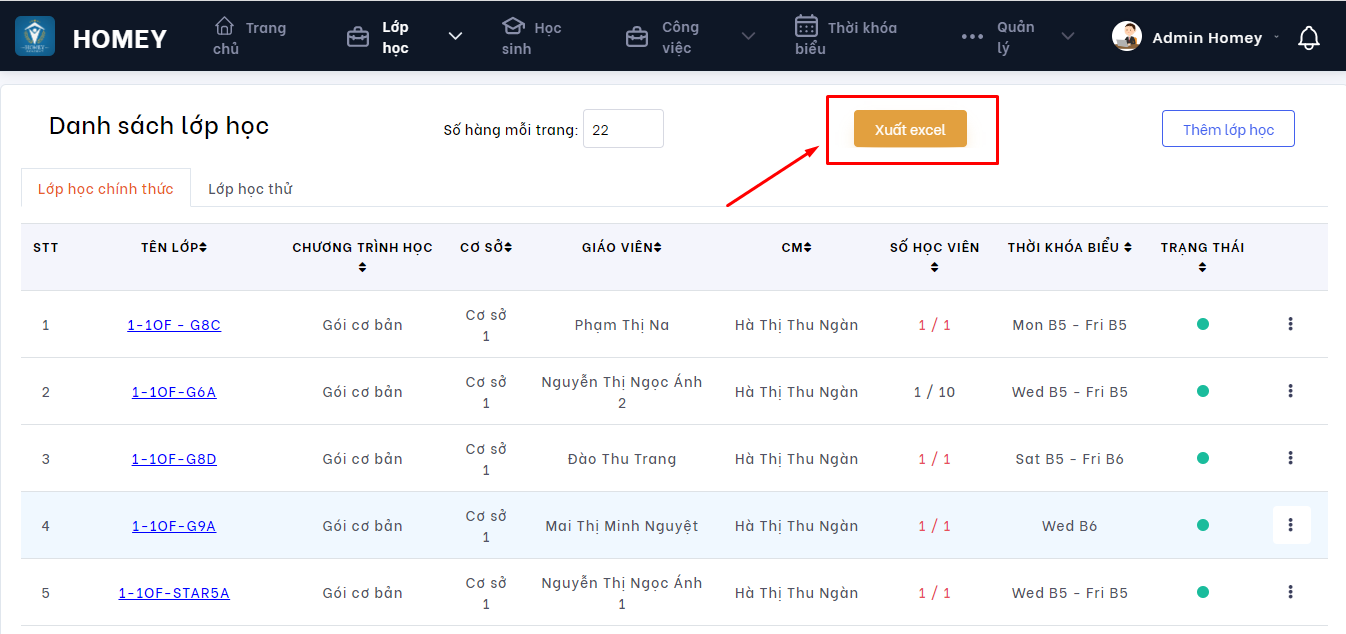 HOMEY
Trang chủ
Lớp học
Học sinh
Công việc
Thời khóa biểu
Quản lý
Admin Homey
Danh sách lớp học
Số hàng mỗi trang: 22
Xuất excel
Thêm lớp học
Lớp học chính thức Lớp học thử
STT TÊN LỚP CHƯƠNG TRÌNH HỌC CƠ SỞ GIÁO VIÊN CM SỐ HỌC VIÊN THỜI KHÓA BIỂU TRẠNG THÁI
1 1-1OF - G8C Gói cơ bản Cơ sở 1 Phạm Thị Na Hà Thị Thu Ngàn 1 / 1 Mon B5 - Fri B5
2 1-1OF-G6A Gói cơ bản Cơ sở 1 Nguyễn Thị Ngọc Ánh 2 Hà Thị Thu Ngàn 1 / 10 Wed B5 - Fri B5
3 1-1OF-G8D Gói cơ bản Cơ sở 1 Đào Thu Trang Hà Thị Thu Ngàn 1 / 1 Sat B5 - Fri B6
4 1-1OF-G9A Gói cơ bản Cơ sở 1 Mai Thị Minh Nguyệt Hà Thị Thu Ngàn 1 / 1 Wed B6
5 1-1OF-STAR5A Gói cơ bản Cơ sở 1 Nguyễn Thị Ngọc Ánh 1 Hà Thị Thu Ngàn 1 / 1 Wed B5 - Fri B5